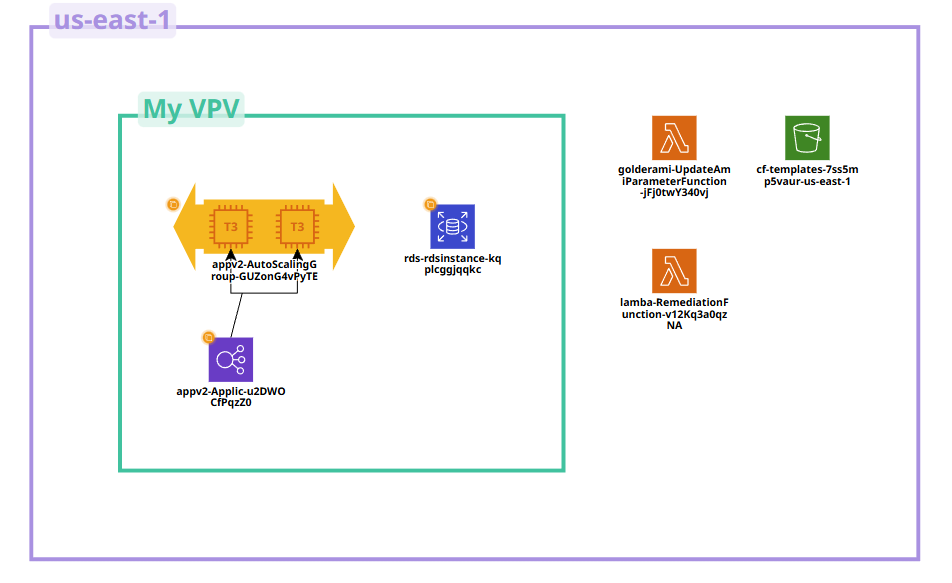 us-east-1
My VPV
golderami-UpdateAm
iParameterFunction
-jFj0twY340vj
cf-templates-7ss5m
p5vaur-us-east-1
T3
T3
appv2-AutoScalingG
roup-GUZonG4vPyTE
rds-rdsinstance-kq
plcggjqqkc
lamba-RemediationF
unction-v12Kq3a0qz
NA
appv2-Applic-u2DWO
CfPqzZ0